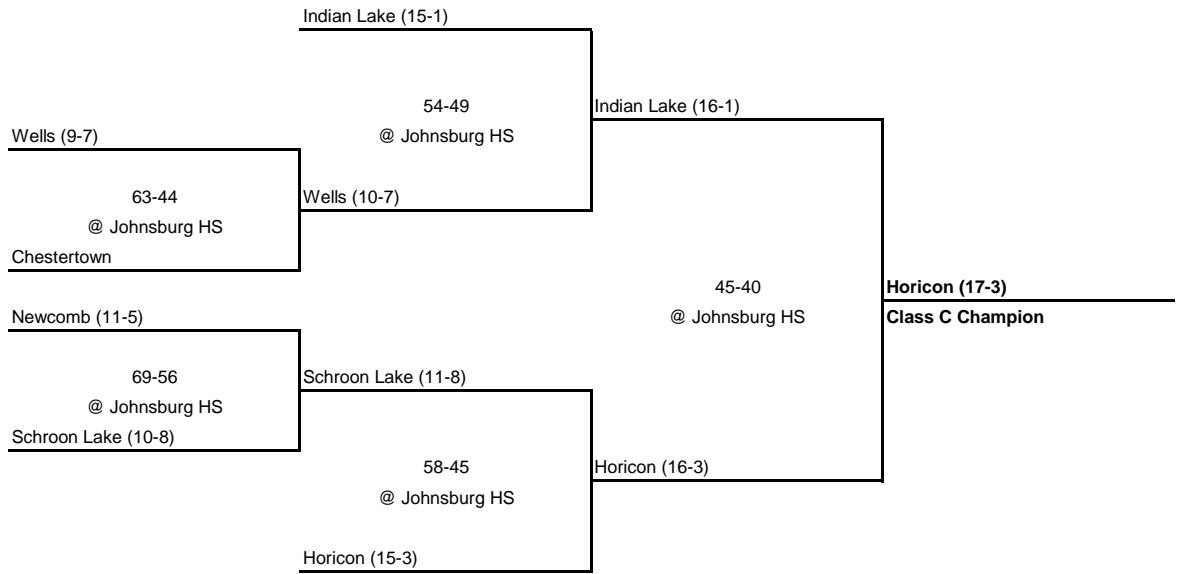 Indian Lake (15-1)
54-49
@ Johnsburg HS
Indian Lake (16-1)
Wells (9-7)
63-44
@ Johnsburg HS
Wells (10-7)
Chestertown
45-40
@ Johnsburg HS
Horicon (17-3)
Class C Champion
Newcomb (11-5)
69-56
@ Johnsburg HS
Schroon Lake (11-8)
Schroon Lake (10-8)
58-45
@ Johnsburg HS
Horicon (16-3)
Horicon (15-3)